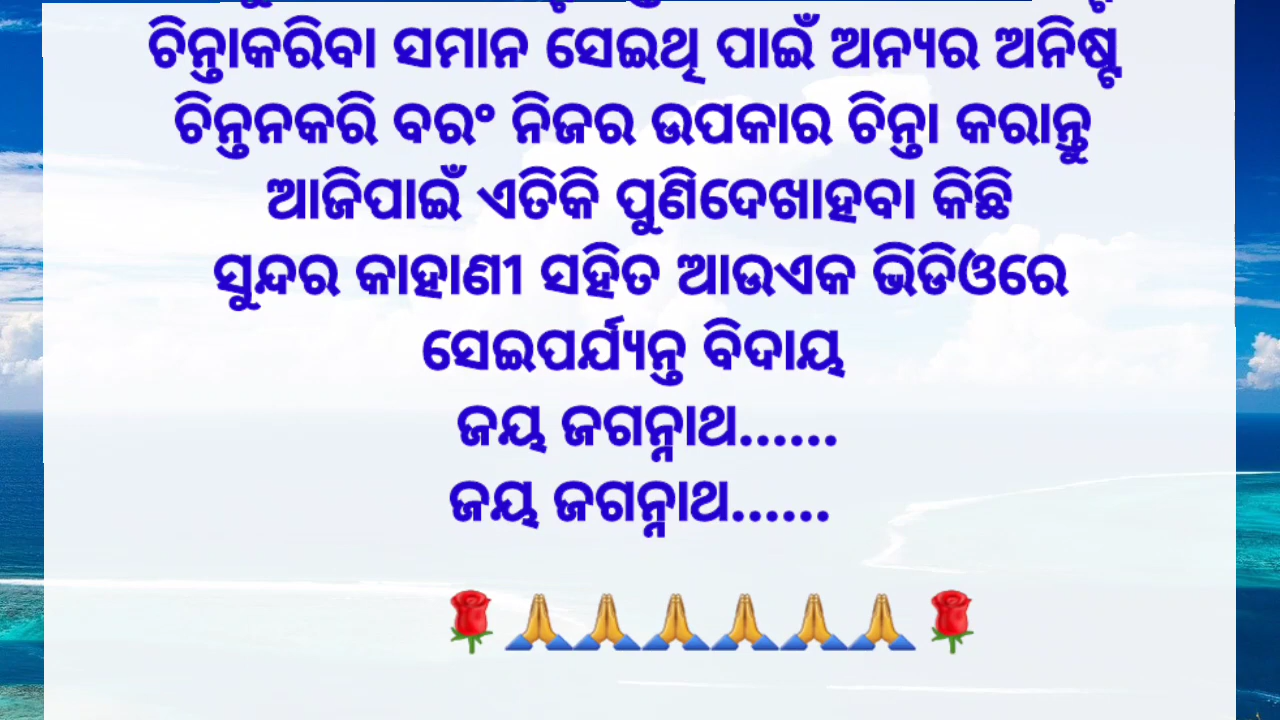 ଚିନ୍ତାକରିବା ସମାନ ସେଇଥି ପାଇଁ ଅନ୍ୟର ଅନିଷ୍ଟ
ଚିନ୍ତନକରି ବରଂ ନିଜର ଉପକାର ଚିନ୍ତା କରାନ୍ତୁ
ଆଜିପାଇଁ ଏତିକି ପୁଣିଦେଖାହବା କିଛି
ସୁନ୍ଦର କାହାଣୀ ସହିତ ଆଉଏକ ଭିଡିଓରେ
ସେଇପର୍ଯ୍ୟନ୍ତ ବିଦାୟ
ଜୟ ଜଗନ୍ନାଥ......
ଜୟ ଜଗନ୍ନାଥ......
🌹🙏🙏🙏🙏🙏🙏🌹